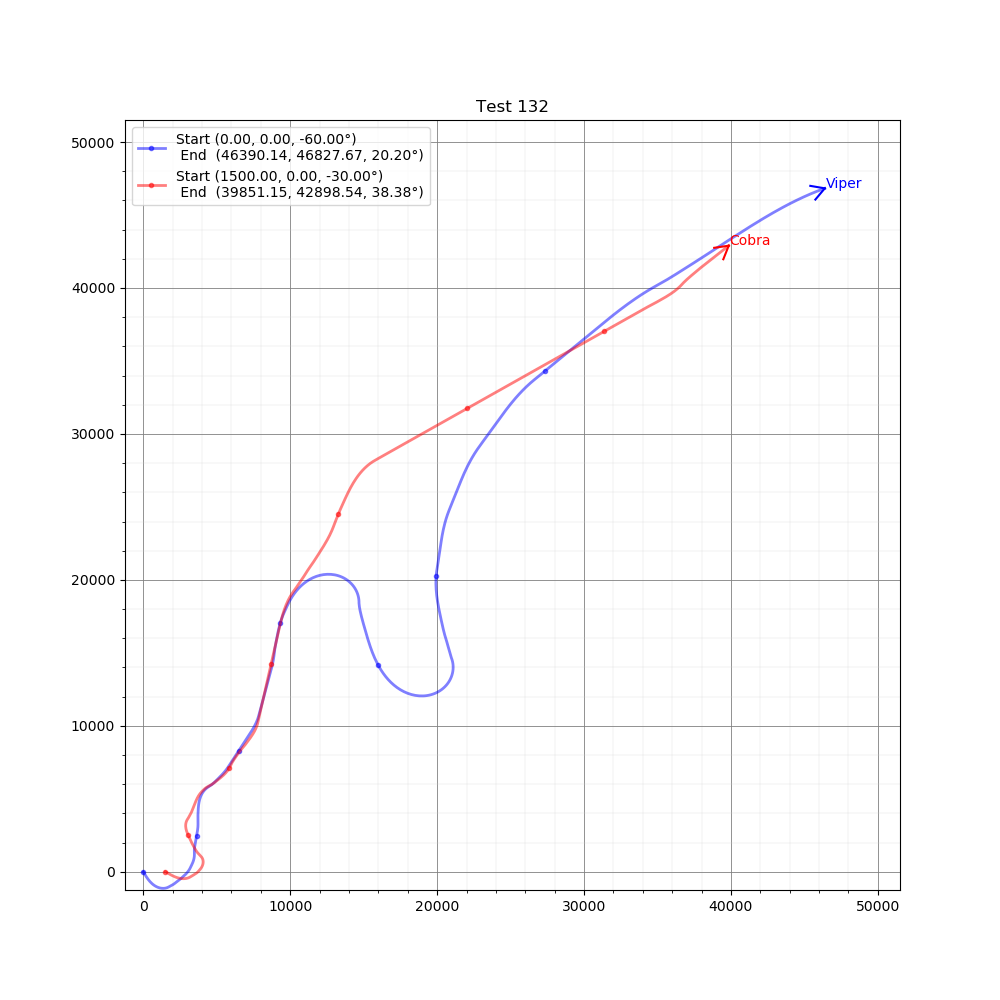 Test 132
Start (0.00, 0.00, -60.00°)
End (46390.14, 46827.67, 20.20°)
Start (1500.00, 0.00, -30.00°)
End (39851.15, 42898.54, 38.38°)
Viper
Cobra
50000
40000
30000
20000
10000
0
0 10000 20000 30000 40000 50000